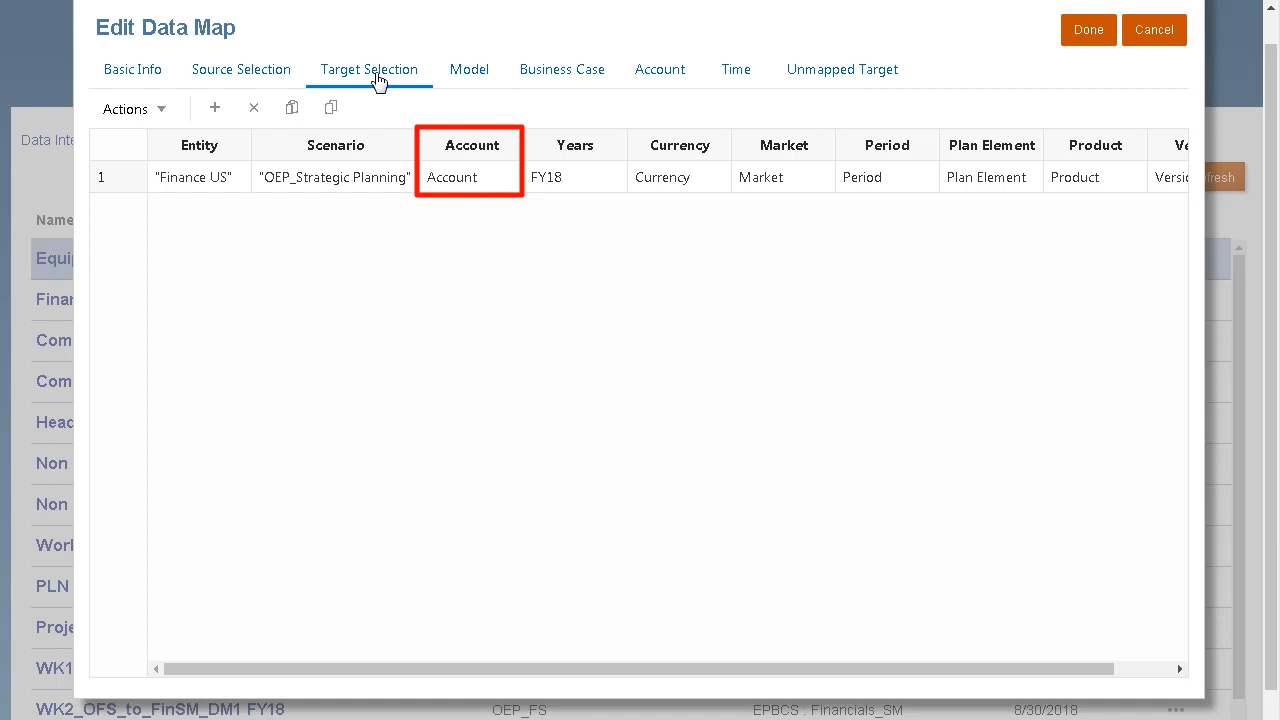 Edit Data Map
Done
Cancel
Basic Info
Source Selection
Target Selection
Model
Business Case
Account
Time
Unmapped Target
Actions
Entity
Scenario
Account
Years
Currency
Market
Period
Plan Element
Product
1
"Finance US"
"OEP_Strategic Planning"
Account
FY18
Currency
Market
Period
Plan Element
Product
Data Inte
Name
Equi
Finan
Com
Com
Head
Non
Non
Work
PLN
Proje
WK1
WK2_OFS_to_FinSM_DM1 FY18
OEP_FS
EPBCS : Financials_SM
8/30/2018